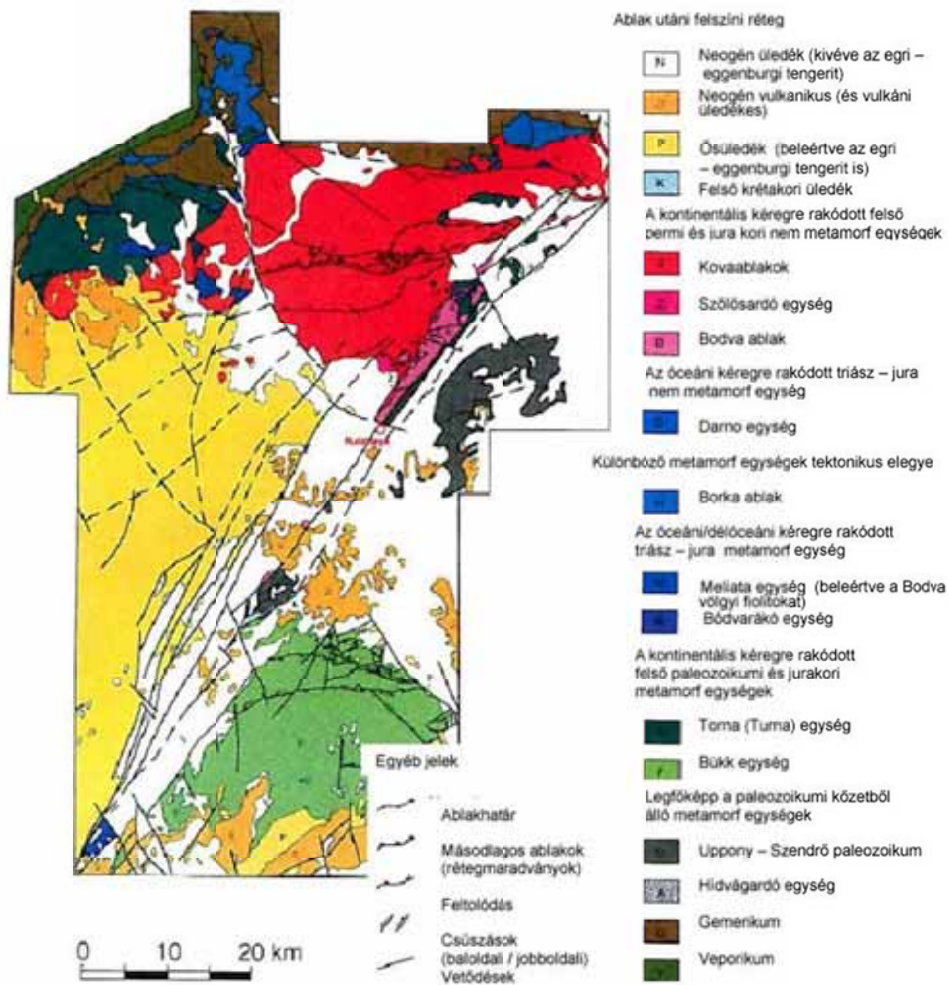 Ablak utáni felszíni réteg
N
Neogén üledék (kivéve az egri –
eggenburgi tengerit)
Neogén vulkanikus (és vulkáni
üledékes)
P
Ősüledék (beleértve az egri
– eggenburgi tengerit is)
K
Felső krétakori üledék
A kontinentális kéregre rakódott felső
permi és jura kori nem metamorf egységek
Kovaablakok
Szőlősardó egység
B
Bodva ablak
Az óceáni kéregre rakódott triász – jura
nem metamorf egység
Darno egység
Különböző metamorf egységek tektonikus elegye
Borka ablak
Az óceáni/délóceáni kéregre rakódott
triász – jura metamorf egység
Meliata egység (beleértve a Bodva
völgyi fiolitokat)
Bódvarákó egység
A kontinentális kéregre rakódott
felső paleozoikumi és jurakori
metamorf egységek
Torna (Turna) egység
Bükk egység
Legfőképp a paleozoikumi kőzetből
álló metamorf egységek
Uppony – Szendrő paleozoikum
A
Hídvágardó egység
G
Gemerikum
Veporikum
Egyéb jelek
Ablakhatár
Másodlagos ablakok
(rétegmaradványok)
Feltolódás
Csúszások
(baloldali / jobboldali)
Vetődések
0 10 20 km